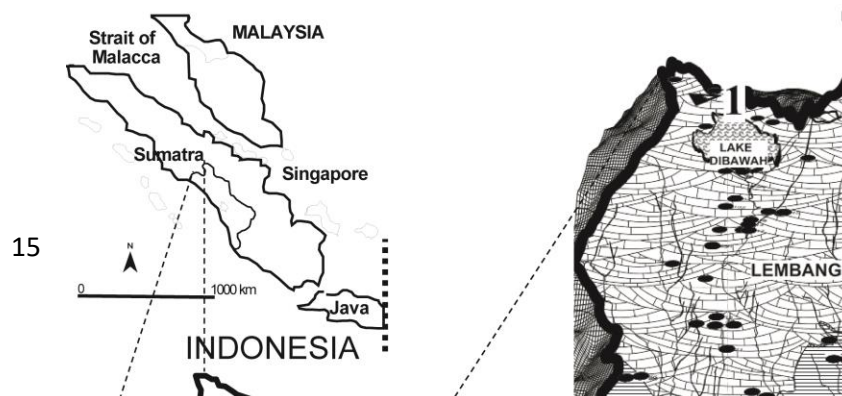 MALAYSIA
Strait of
Malacca
Sumatra
Singapore
15
N
0
1000 km
Java
INDONESIA
1
LAKE
DIBAWAH
LEMBANG